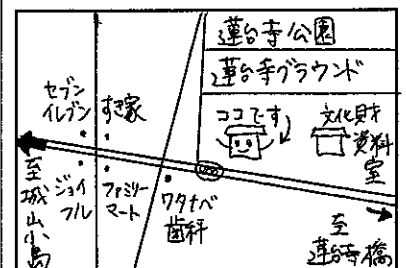 蓮台寺公園
蓮台寺グラウンド
セブン
イレブン
すき家
ココです
文化財
資料
室
至城山小島
ジョイ
フル
ファミリー
マート
ワタナベ
歯科
至
蓮台寺橋